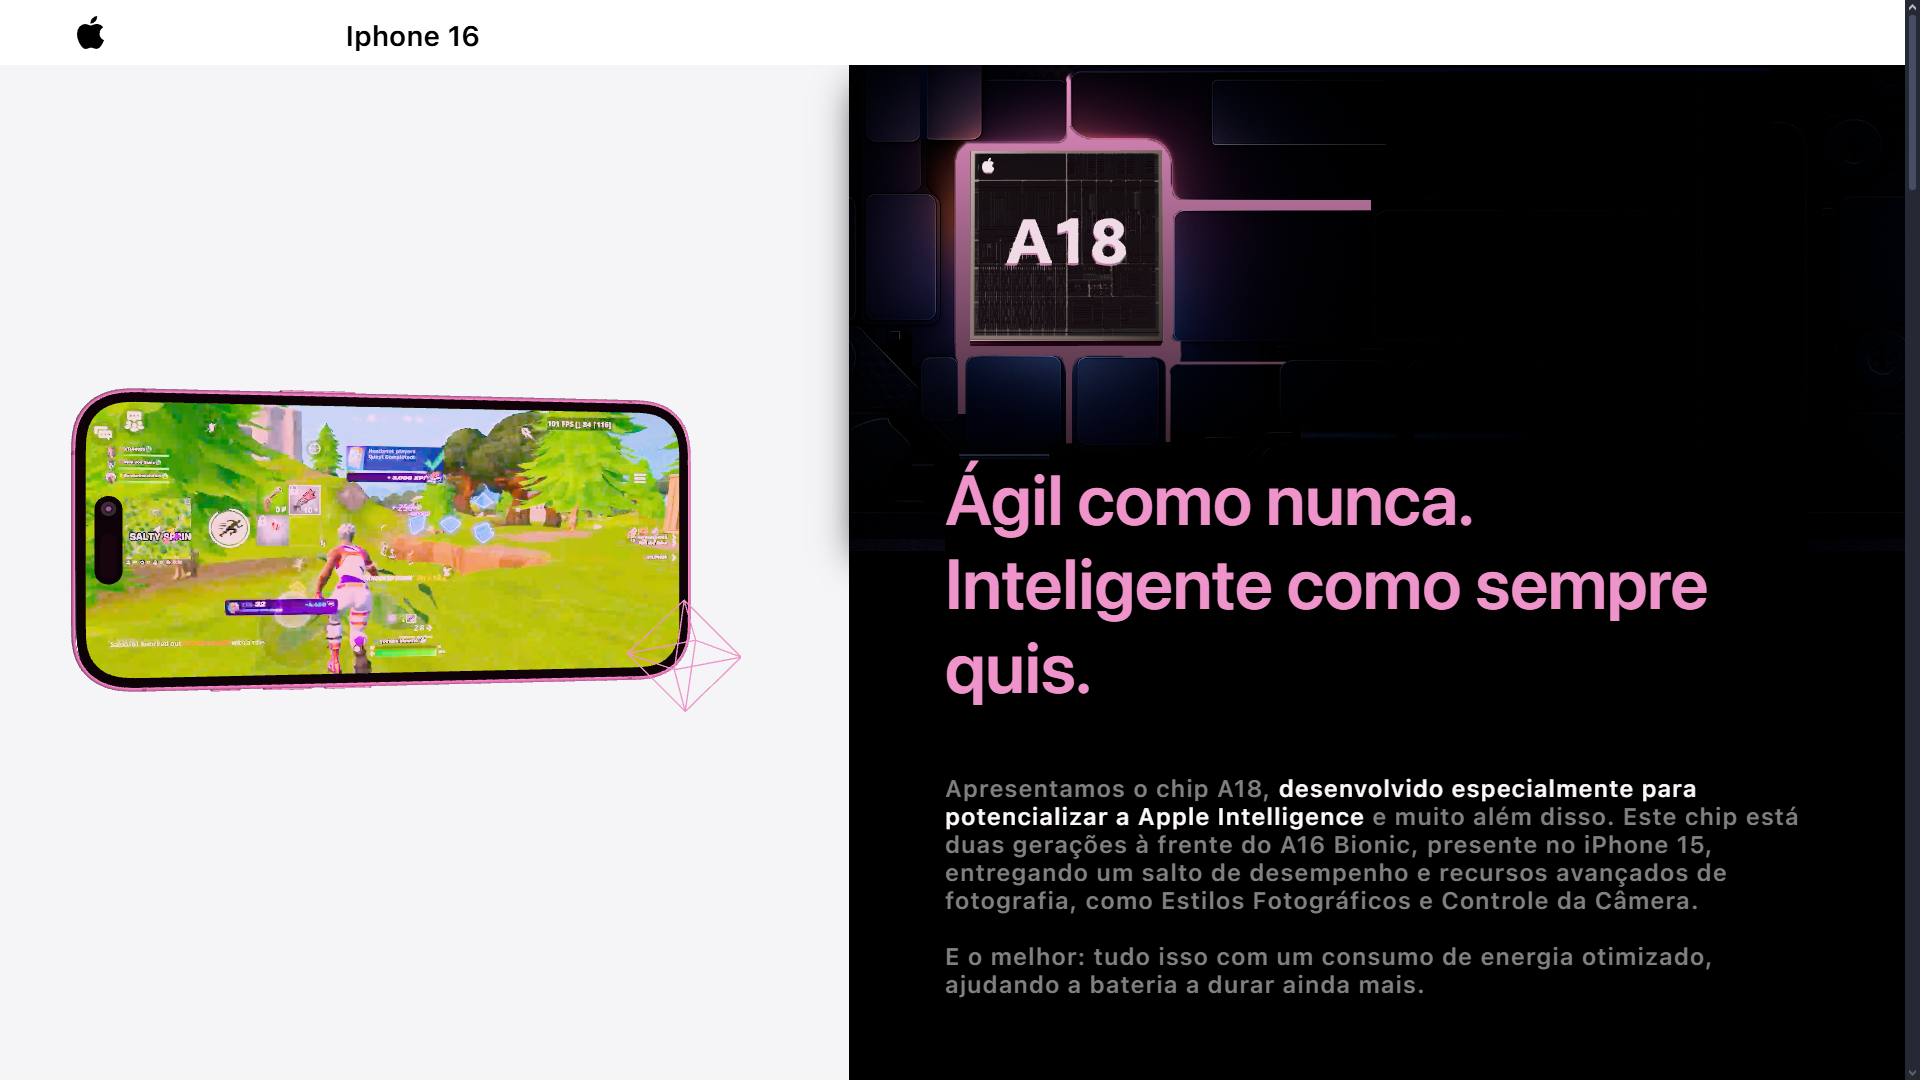 Iphone 16
A18
Ágil como nunca.
Inteligente como sempre
quis.
Apresentamos o chip A18, desenvolvido especialmente para
potencializar a Apple Intelligence e muito além disso. Este chip está
duas gerações à frente do A16 Bionic, presente no iPhone 15,
entregando um salto de desempenho e recursos avançados de
fotografia, como Estilos Fotográficos e Controle da Câmera.
E o melhor: tudo isso com um consumo de energia otimizado,
ajudando a bateria a durar ainda mais.
101 FPS
SALTY SPRIN